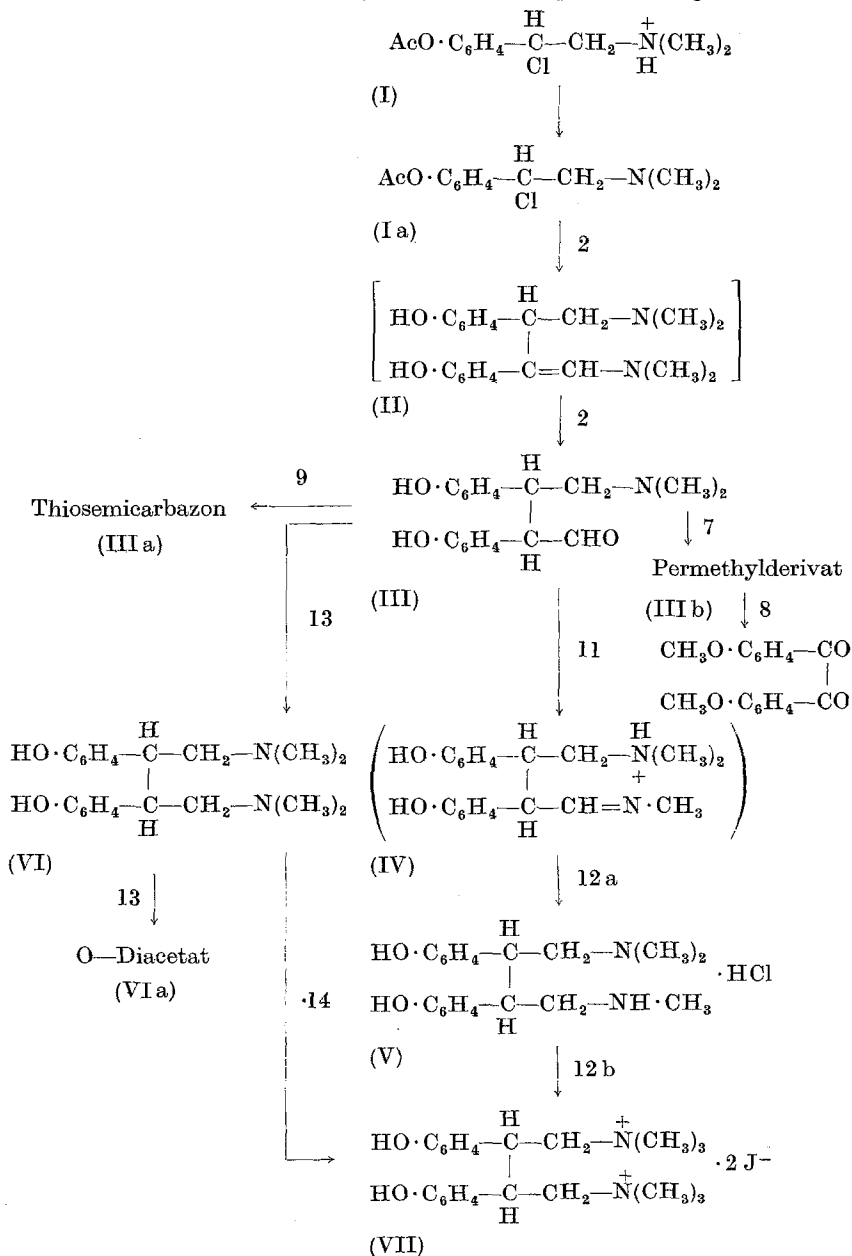 H
AcO·C₆H₄—C—CH₂—N⁺(CH₃)₂
Cl H
(I)
H
AcO·C₆H₄—C—CH₂—N(CH₃)₂
Cl
(I a)
2
H
HO·C₆H₄—C—CH₂—N(CH₃)₂
HO·C₆H₄—C=CH—N(CH₃)₂
(II)
2
H
9 HO·C₆H₄—C—CH₂—N(CH₃)₂
Thiosemicarbazon
(III a)
HO·C₆H₄—C—CHO
H
7
(III)
Permethylderivat
(III b) 8
13
11
CH₃O·C₆H₄—CO
CH₃O·C₆H₄—CO
H H H
HO·C₆H₄—C—CH₂—N(CH₃)₂ HO·C₆H₄—C—CH₂—N⁺(CH₃)₂
HO·C₆H₄—C—CH₂—N(CH₃)₂ HO·C₆H₄—C—CH=N·CH₃
H H
(VI) (IV)
13 12 a
O—Diacetat
(VI a)
H
HO·C₆H₄—C—CH₂—N(CH₃)₂
·HCl
HO·C₆H₄—C—CH₂—NH·CH₃
H
·14
(V)
12 b
H
HO·C₆H₄—C—CH₂—N⁺(CH₃)₃
·2 J⁻
HO·C₆H₄—C—CH₂—N⁺(CH₃)₃
H
(VII)